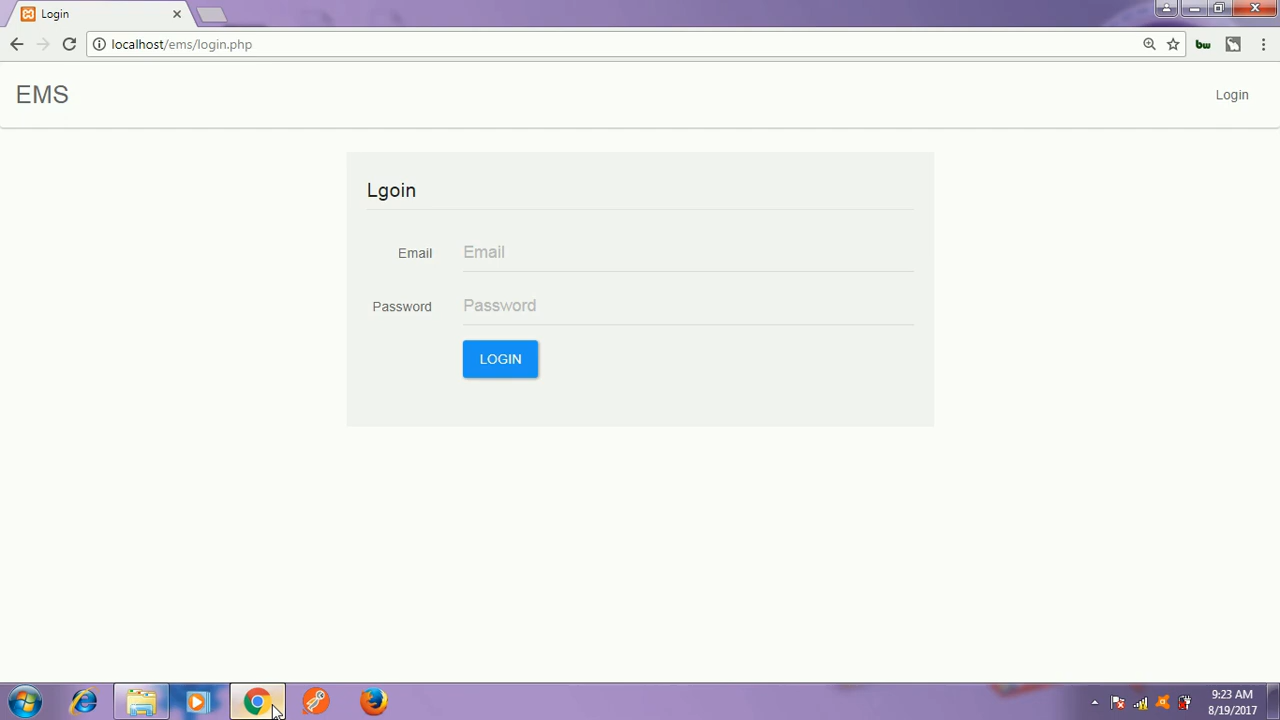 Login
localhost/ems/login.php
bw
EMS
Login
Lgoin
Email Email
Password Password
LOGIN
9:23 AM
8/19/2017